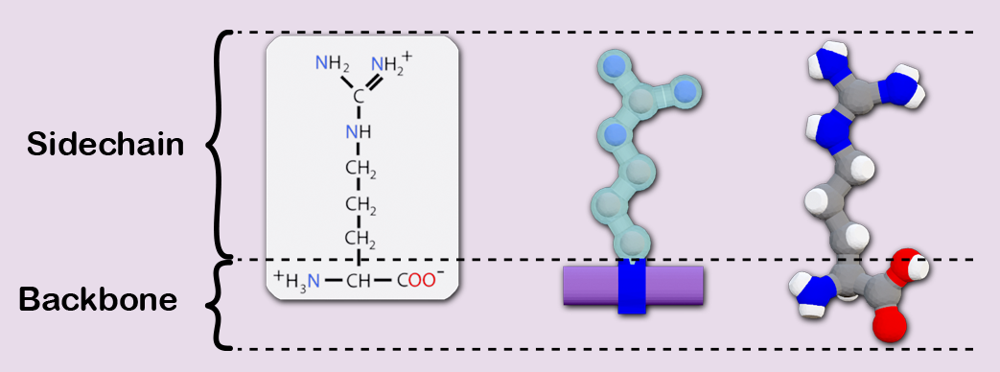 Sidechain
Backbone
NH₂ NH₂⁺
C
NH
CH₂
CH₂
CH₂
⁺H₃N CH COO⁻